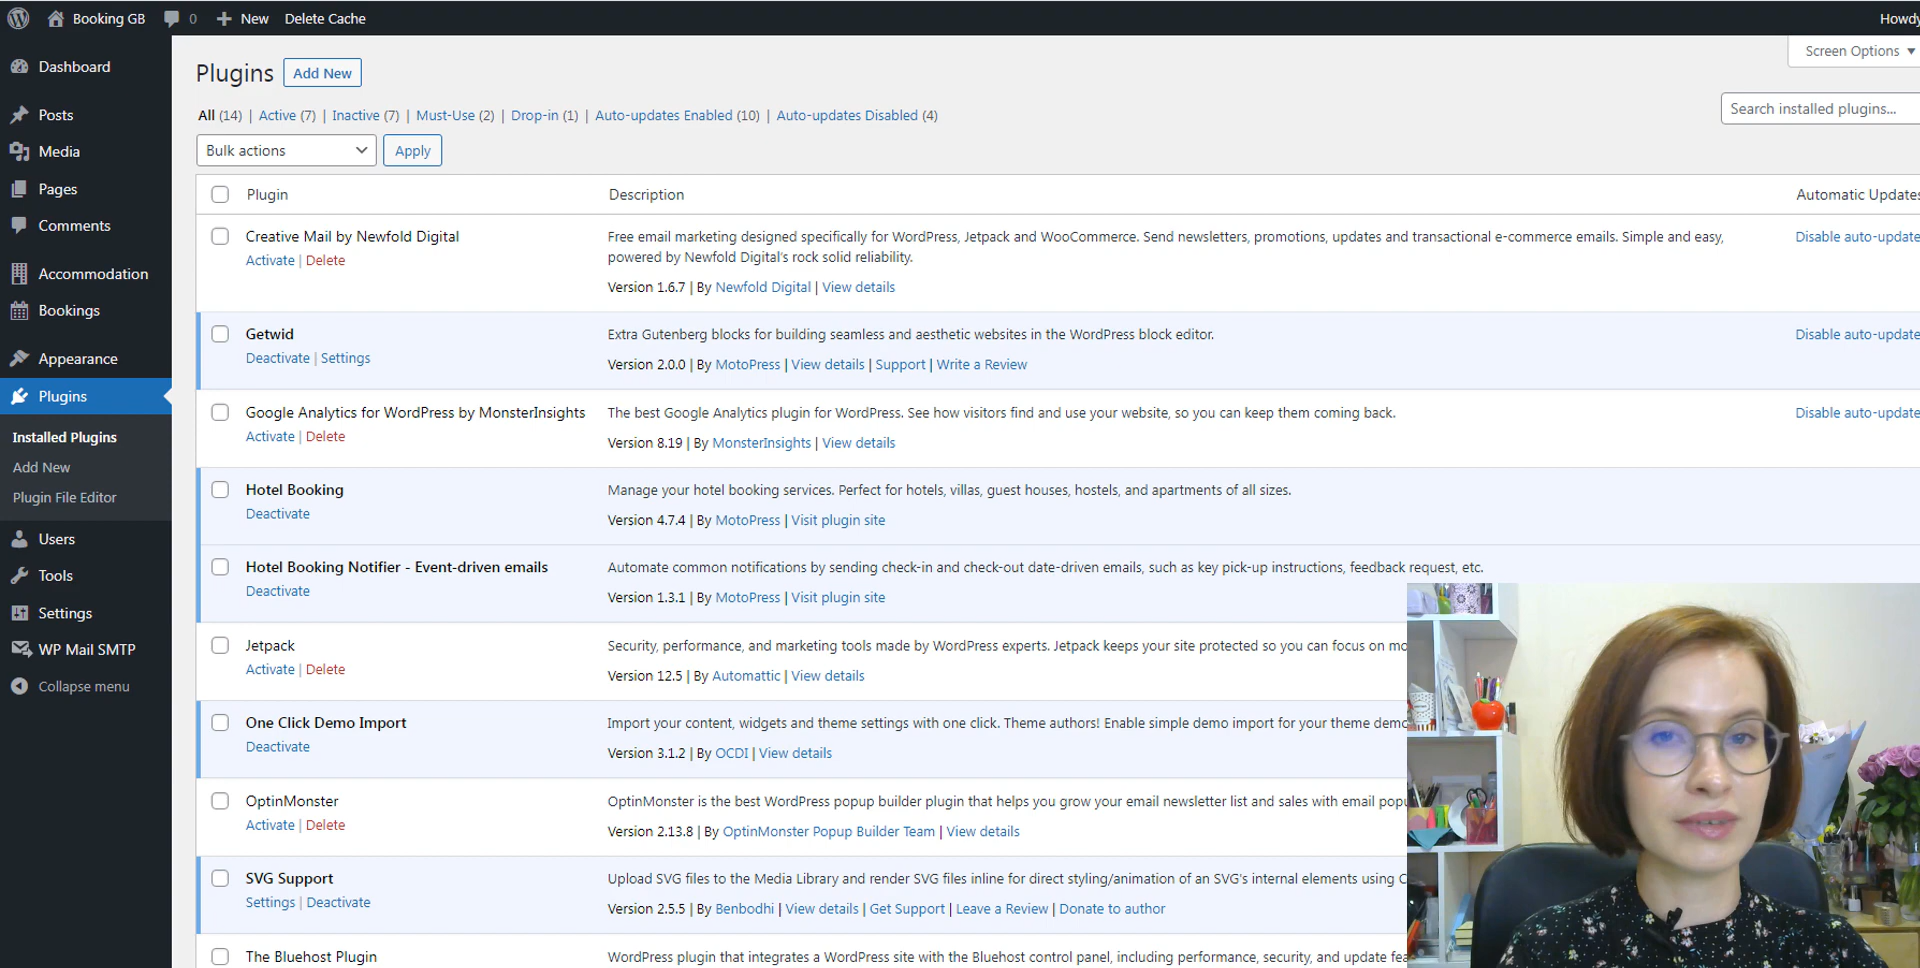 Booking GB 0 New Delete Cache Howdy
Dashboard
Posts
Media
Pages
Comments
Accommodation
Bookings
Appearance
Plugins
Installed Plugins
Add New
Plugin File Editor
Users
Tools
Settings
WP Mail SMTP
Collapse menu
Screen Options
Plugins Add New
All (14) | Active (7) | Inactive (7) | Must-Use (2) | Drop-in (1) | Auto-updates Enabled (10) | Auto-updates Disabled (4)
Search installed plugins...
Bulk actions Apply
Plugin Description Automatic Updates
Creative Mail by Newfold Digital
Activate | Delete
Free email marketing designed specifically for WordPress, Jetpack and WooCommerce. Send newsletters, promotions, updates and transactional e-commerce emails. Simple and easy,
powered by Newfold Digital's rock solid reliability.
Version 1.6.7 | By Newfold Digital | View details
Disable auto-update
Getwid
Deactivate | Settings
Extra Gutenberg blocks for building seamless and aesthetic websites in the WordPress block editor.
Version 2.0.0 | By MotoPress | View details | Support | Write a Review
Disable auto-update
Google Analytics for WordPress by MonsterInsights
Activate | Delete
The best Google Analytics plugin for WordPress. See how visitors find and use your website, so you can keep them coming back.
Version 8.19 | By MonsterInsights | View details
Disable auto-update
Hotel Booking
Deactivate
Manage your hotel booking services. Perfect for hotels, villas, guest houses, hostels, and apartments of all sizes.
Version 4.7.4 | By MotoPress | Visit plugin site
Hotel Booking Notifier - Event-driven emails
Deactivate
Automate common notifications by sending check-in and check-out date-driven emails, such as key pick-up instructions, feedback request, etc.
Version 1.3.1 | By MotoPress | Visit plugin site
Jetpack
Activate | Delete
Security, performance, and marketing tools made by WordPress experts. Jetpack keeps your site protected so you can focus on mo
Version 12.5 | By Automattic | View details
One Click Demo Import
Deactivate
Import your content, widgets and theme settings with one click. Theme authors! Enable simple demo import for your theme demo
Version 3.1.2 | By OCDI | View details
OptinMonster
Activate | Delete
OptinMonster is the best WordPress popup builder plugin that helps you grow your email newsletter list and sales with email popu
Version 2.13.8 | By OptinMonster Popup Builder Team | View details
SVG Support
Settings | Deactivate
Upload SVG files to the Media Library and render SVG files inline for direct styling/animation of an SVG's internal elements using C
Version 2.5.5 | By Benbodhi | View details | Get Support | Leave a Review | Donate to author
The Bluehost Plugin
WordPress plugin that integrates a WordPress site with the Bluehost control panel, including performance, security, and update fea